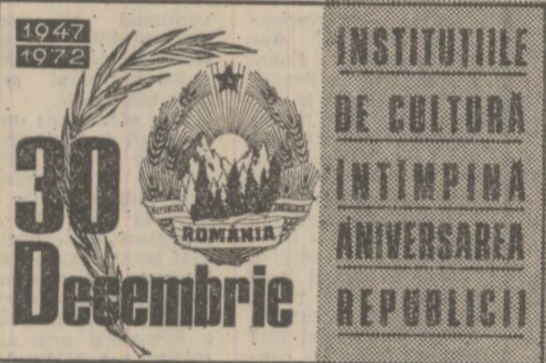 1947
1972
30
Decembrie
ROMÂNIA
INSTITUȚIILE
DE CULTURĂ
ÎNTÎMPINĂ
ANIVERSAREA
REPUBLICII